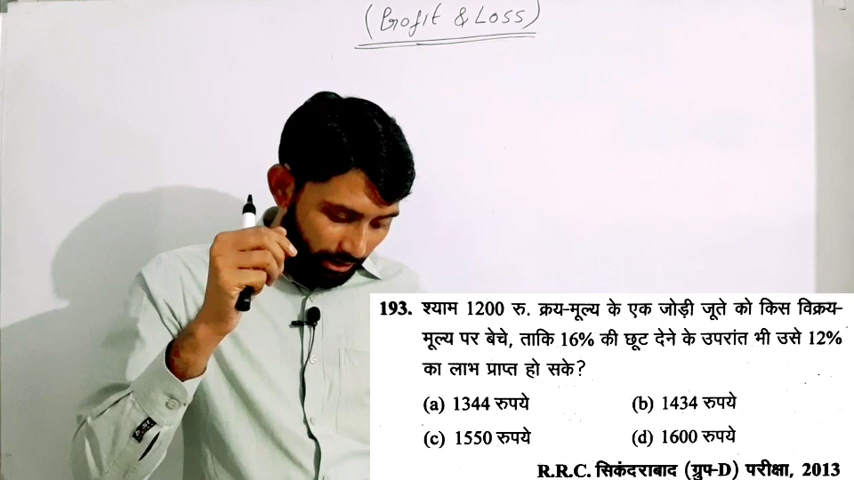 (Profit & Loss)
193. श्याम 1200 रु. क्रय-मूल्य के एक जोड़ी जूते को किस विक्रय-
मूल्य पर बेचे, ताकि 16% की छूट देने के उपरांत भी उसे 12%
का लाभ प्राप्त हो सके?
(a) 1344 रुपये (b) 1434 रुपये
(c) 1550 रुपये (d) 1600 रुपये
R.R.C. सिकंदराबाद (ग्रुप-D) परीक्षा, 2013